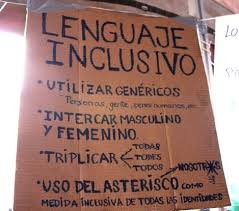 LENGUAJE
INCLUSIVO
• UTILIZAR GENÉRICOS
Personas, gente, seres humanos, etc.
• INTERCAR MASCULINO
Y FEMENINO.
• TRIPLICAR
TODAS
TODES
TODOS
NOSOTR*S
• USO DEL ASTERISCO COMO
MEDIDA INCLUSIVA DE TODAS LAS IDENTIDADES